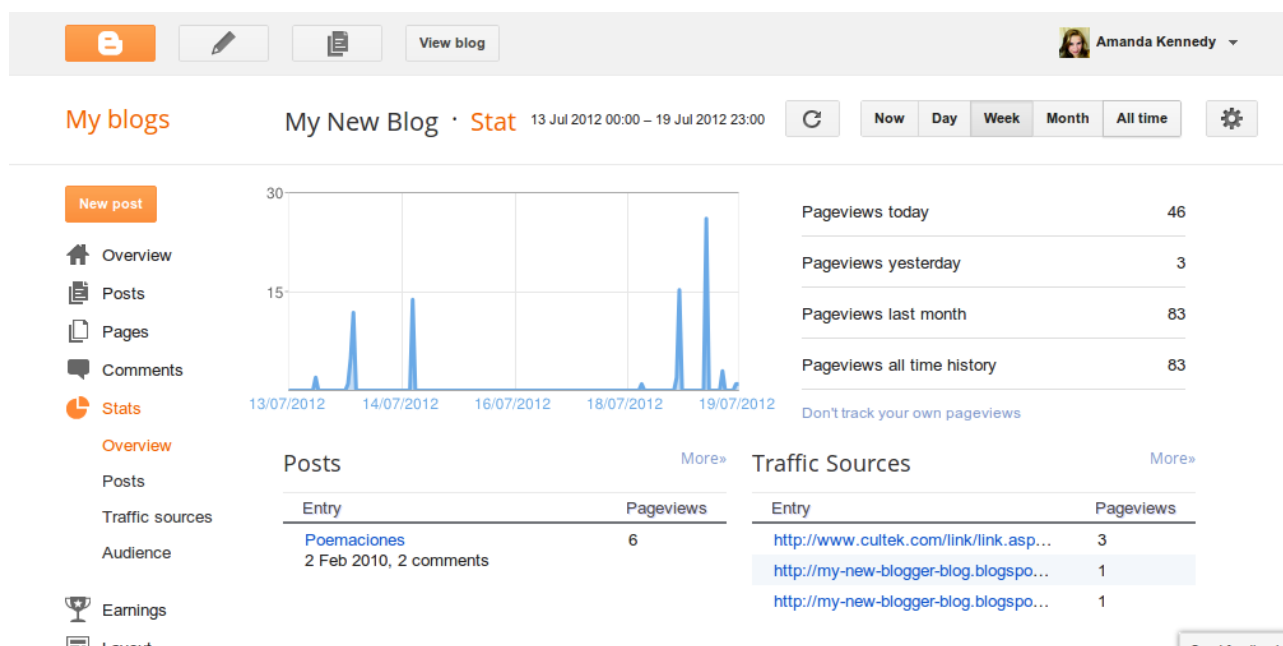 View blog
Amanda Kennedy
My blogs
My New Blog · Stat 13 Jul 2012 00:00 – 19 Jul 2012 23:00
Now Day Week Month All time
New post
Overview
Posts
Pages
Comments
Stats
Overview
Posts
Traffic sources
Audience
Earnings
Layout
30
15
13/07/2012 14/07/2012 16/07/2012 18/07/2012 19/07/2012
Pageviews today 46
Pageviews yesterday 3
Pageviews last month 83
Pageviews all time history 83
Don't track your own pageviews
Posts More»
Entry Pageviews
Poemaciones 6
2 Feb 2010, 2 comments
Traffic Sources More»
Entry Pageviews
http://www.cultek.com/link/link.asp... 3
http://my-new-blogger-blog.blogspo... 1
http://my-new-blogger-blog.blogspo... 1